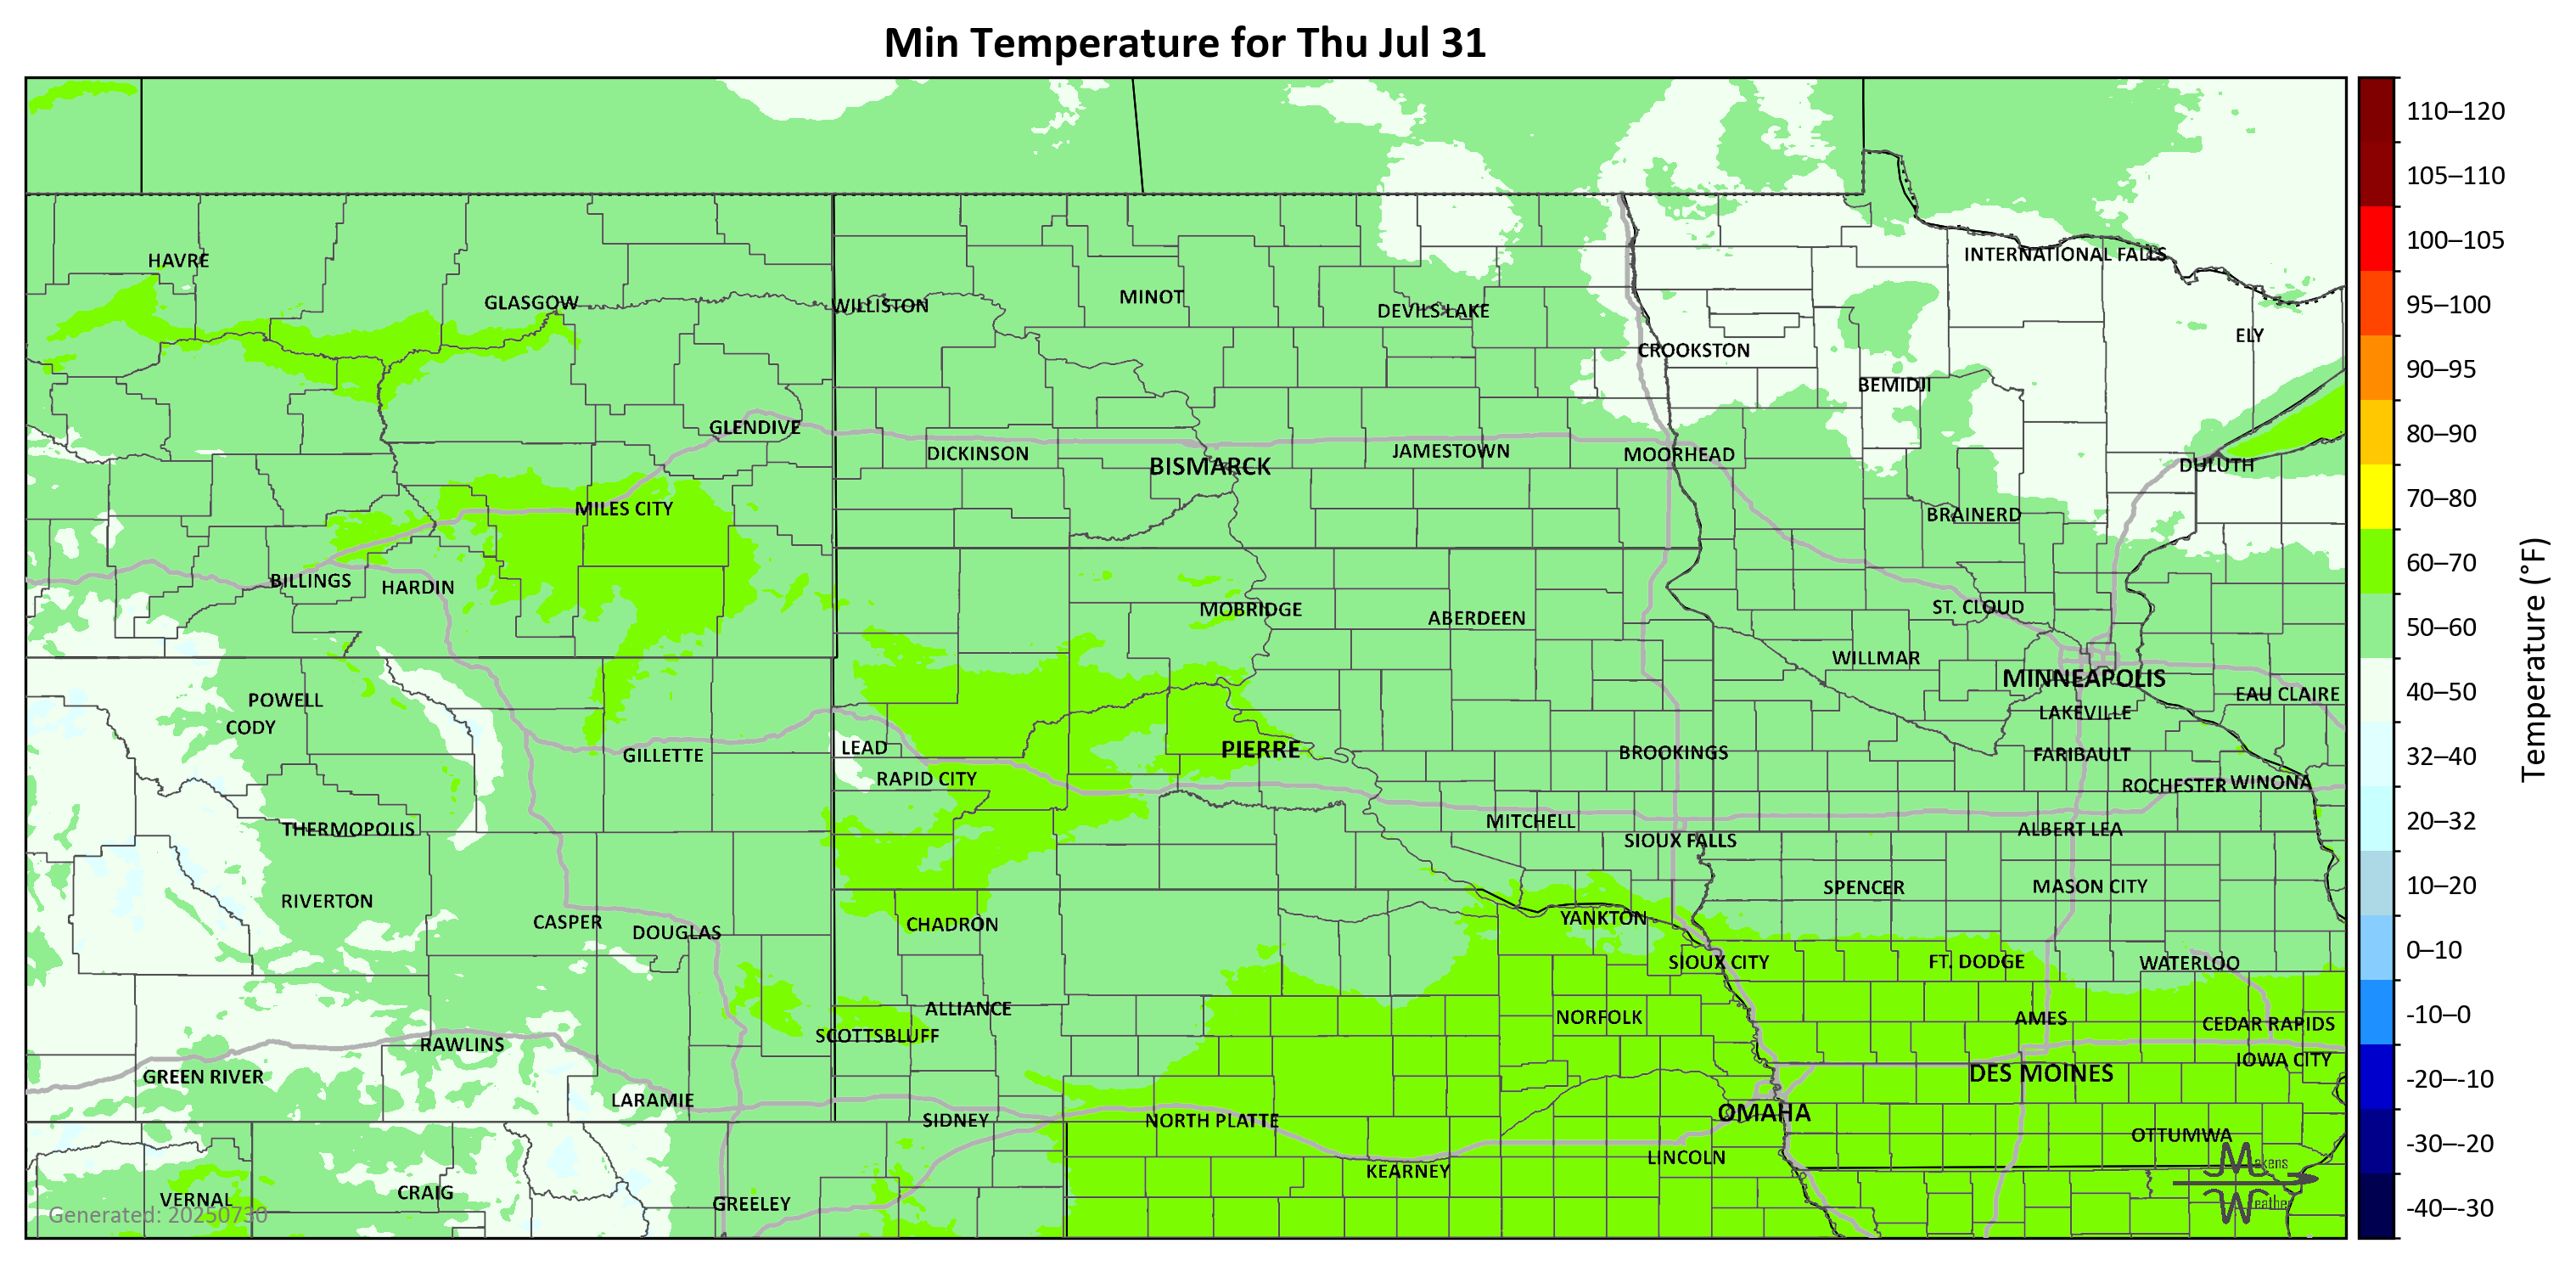 Min Temperature for Thu Jul 31
110–120
105–110
100–105
95–100
90–95
80–90
70–80
60–70
50–60
40–50
32–40
20–32
10–20
0–10
-10–0
-20–-10
-30–-20
-40–-30
Temperature (°F)
HAVRE
INTERNATIONAL FALLS
GLASGOW
WILLISTON
MINOT
DEVILS LAKE
ELY
CROOKSTON
BEMIDJI
GLENDIVE
DICKINSON
BISMARCK
JAMESTOWN
MOORHEAD
DULUTH
MILES CITY
BRAINERD
BILLINGS
HARDIN
MOBRIDGE
ABERDEEN
ST. CLOUD
WILLMAR
MINNEAPOLIS
POWELL
EAU CLAIRE
CODY
LAKEVILLE
GILLETTE
LEAD
PIERRE
BROOKINGS
FARIBAULT
RAPID CITY
ROCHESTER
WINONA
THERMOPOLIS
MITCHELL
SIOUX FALLS
ALBERT LEA
RIVERTON
SPENCER
MASON CITY
CASPER
DOUGLAS
CHADRON
YANKTON
SIOUX CITY
FT. DODGE
WATERLOO
ALLIANCE
NORFOLK
AMES
CEDAR RAPIDS
SCOTTSBLUFF
RAWLINS
IOWA CITY
GREEN RIVER
DES MOINES
LARAMIE
SIDNEY
NORTH PLATTE
OMAHA
OTTUMWA
LINCOLN
KEARNEY
VERNAL
CRAIG
GREELEY
Makens
Weather
Generated: 20250730